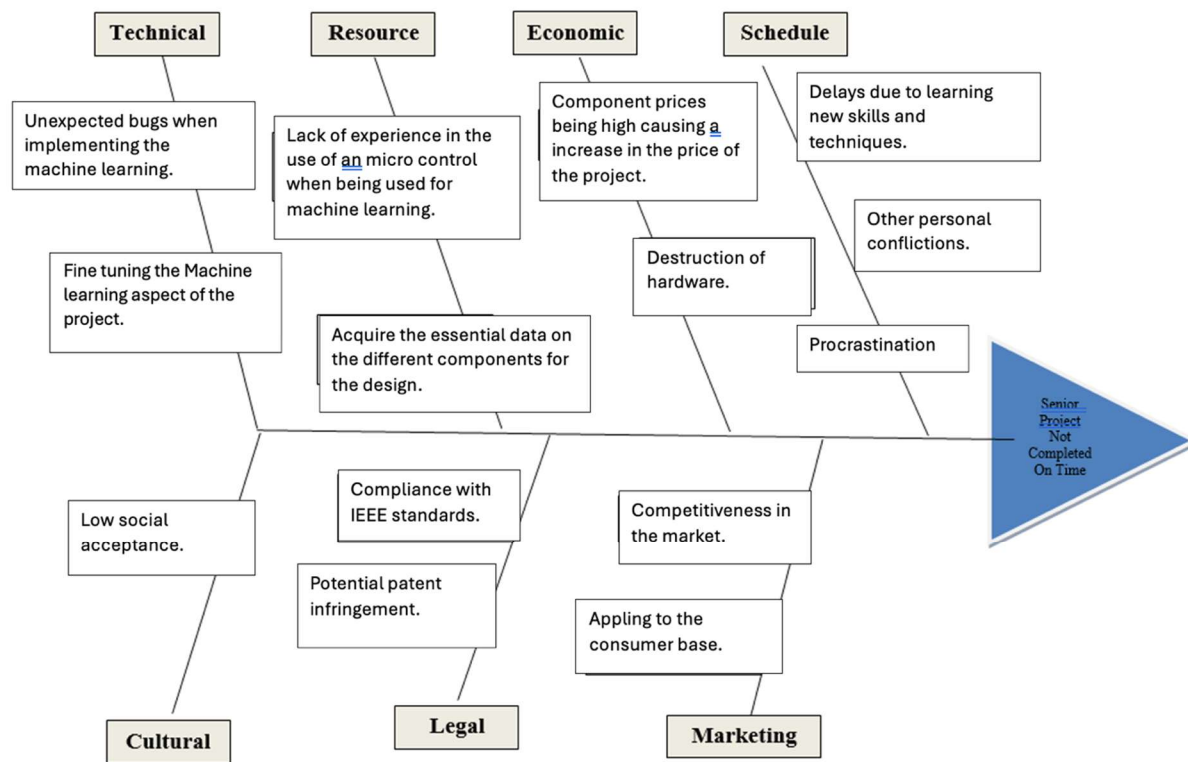 Technical
Resource
Economic
Schedule
Unexpected bugs when
implementing the
machine learning.
Lack of experience in the
use of an micro control
when being used for
machine learning.
Component prices
being high causing a
increase in the price of
the project.
Delays due to learning
new skills and
techniques.
Other personal
conflictions.
Fine tuning the Machine
learning aspect of the
project.
Destruction of
hardware.
Acquire the essential data on
the different components for
the design.
Procrastination
Senior
Project
Not
Completed
On Time
Low social
acceptance.
Compliance with
IEEE standards.
Competitiveness in
the market.
Potential patent
infringement.
Appling to the
consumer base.
Cultural
Legal
Marketing